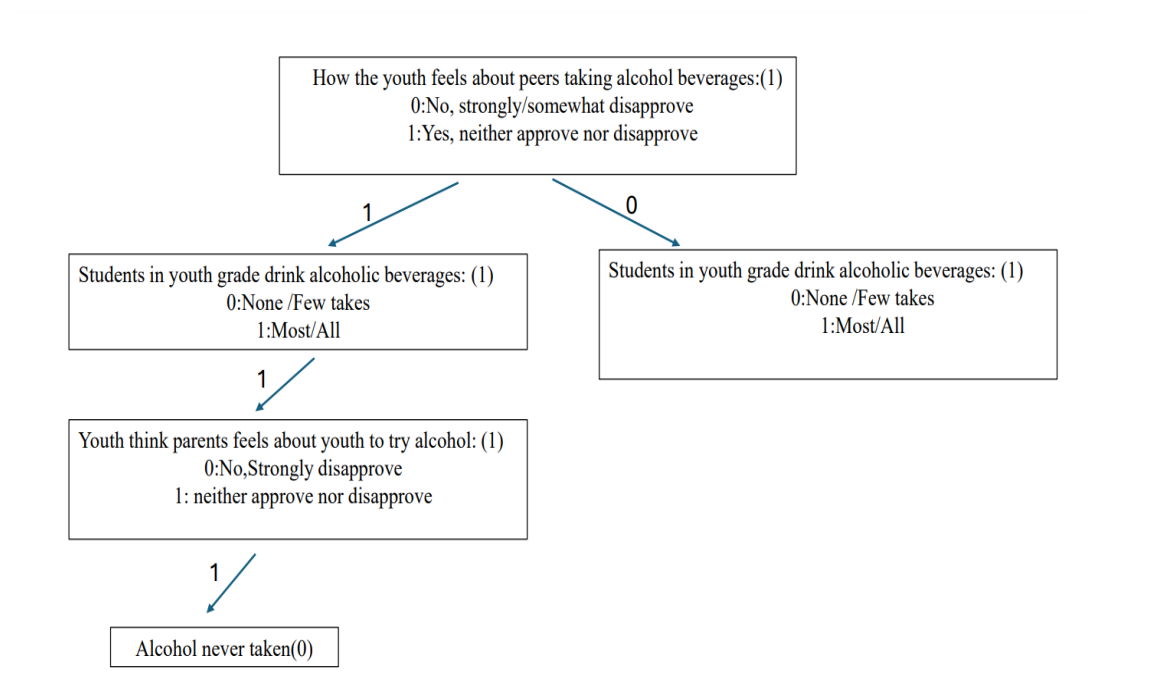 How the youth feels about peers taking alcohol beverages:(1)
0:No, strongly/somewhat disapprove
1:Yes, neither approve nor disapprove
1
0
Students in youth grade drink alcoholic beverages: (1)
0:None /Few takes
1:Most/All
Students in youth grade drink alcoholic beverages: (1)
0:None /Few takes
1:Most/All
1
Youth think parents feels about youth to try alcohol: (1)
0:No,Strongly disapprove
1: neither approve nor disapprove
1
Alcohol never taken(0)